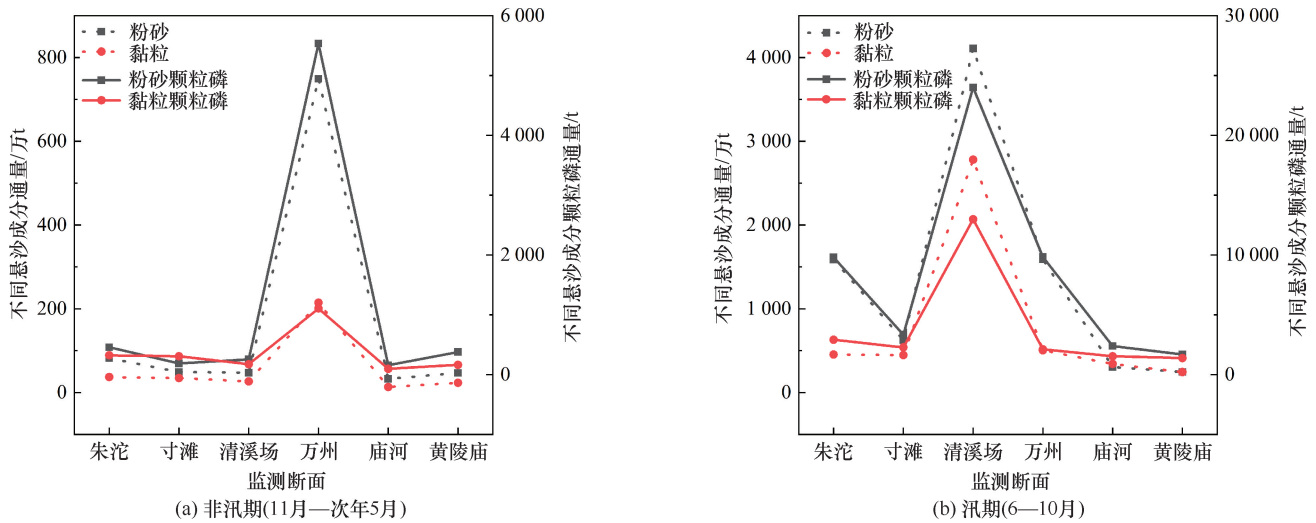 粉砂
黏粒
粉砂颗粒磷
黏粒颗粒磷
不同悬沙成分通量/万t
800
600
400
200
0
6 000
4 000
2 000
0
不同悬沙成分颗粒磷通量/t
朱沱 寸滩 清溪场 万州 庙河 黄陵庙
监测断面
(a) 非汛期(11月—次年5月)
粉砂
黏粒
粉砂颗粒磷
黏粒颗粒磷
不同悬沙成分通量/万t
4 000
3 000
2 000
1 000
0
30 000
20 000
10 000
0
不同悬沙成分颗粒磷通量/t
朱沱 寸滩 清溪场 万州 庙河 黄陵庙
监测断面
(b) 汛期(6—10月)